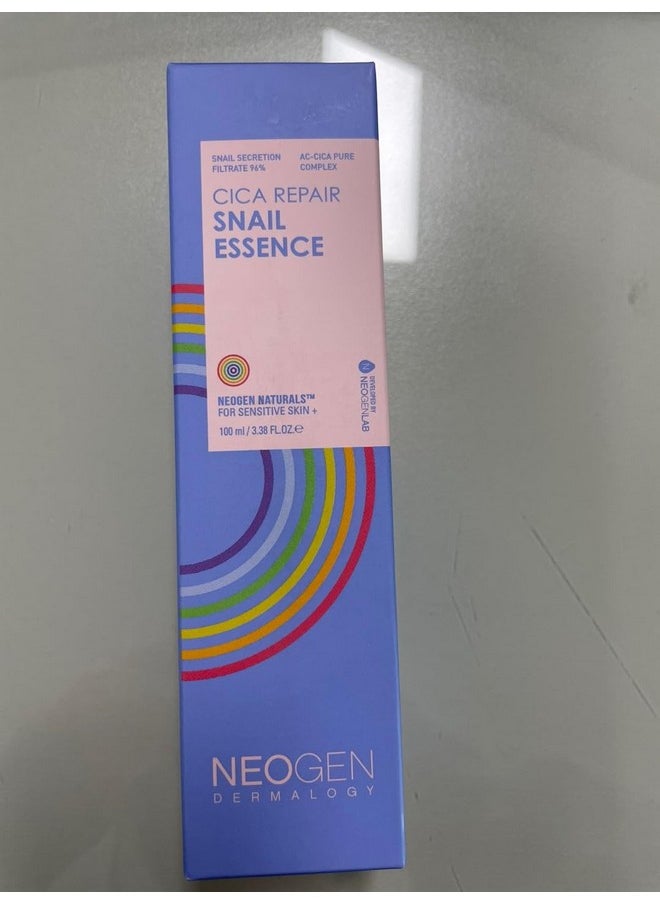 SNAIL SECRETION
FILTRATE 96%
AC-CICA PURE
COMPLEX
CICA REPAIR
SNAIL
ESSENCE
NEOGEN NATURALS™
FOR SENSITIVE SKIN +
100 ml / 3.38 FL.OZ.℮
DEVELOPED BY
NEOGENLAB
NEOGEN
DERMALOGY